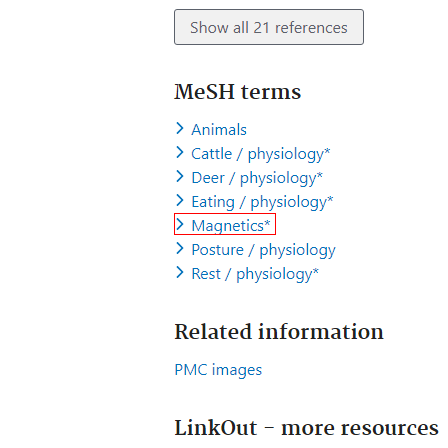 Show all 21 references
MeSH terms
Animals
Cattle / physiology*
Deer / physiology*
Eating / physiology*
Magnetics*
Posture / physiology
Rest / physiology*
Related information
PMC images
LinkOut - more resources